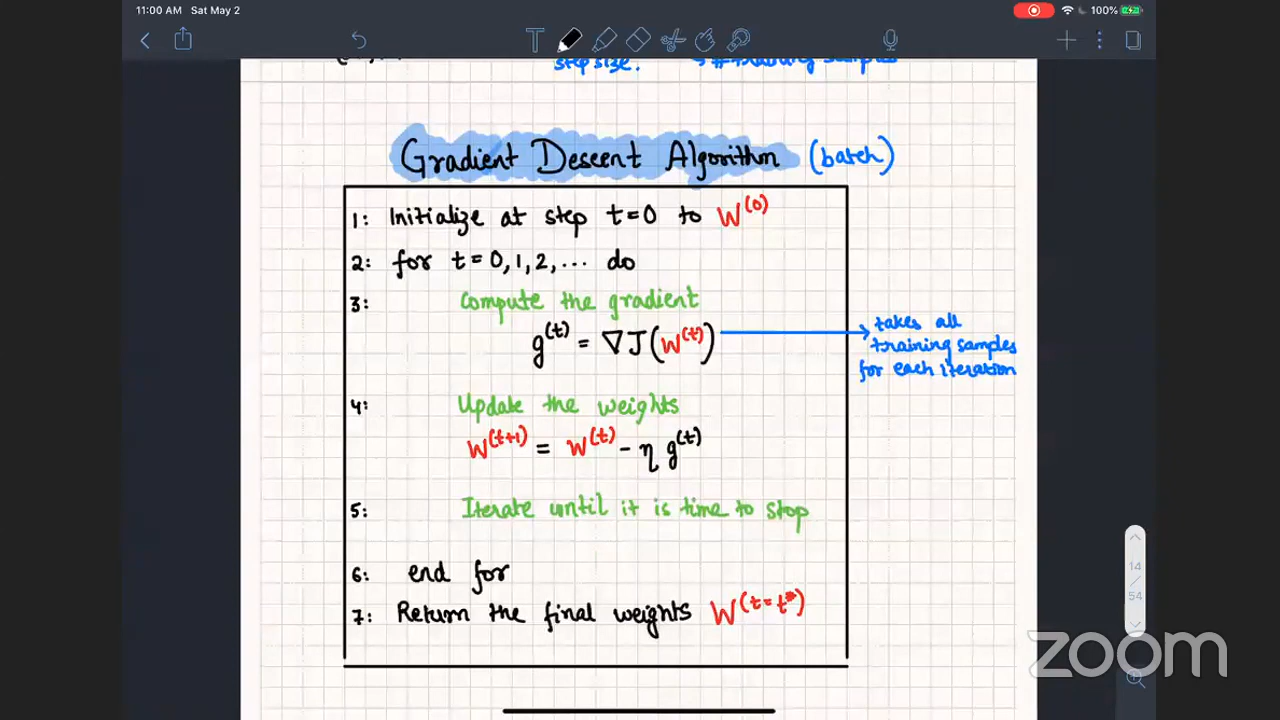 11:00 AM Sat May 2
100%
step size. # training samples
Gradient Descent Algorithm (batch)
1: Initialize at step t=0 to W^(0)
2: for t = 0, 1, 2, ... do
3: Compute the gradient
g^(t) = ∇J(W^(t))
takes all
training samples
for each iteration
4: Update the weights
W^(t+1) = W^(t) - η g^(t)
5: Iterate until it is time to stop
6: end for
7: Return the final weights W^(t=t*)
14
/
54
zoom